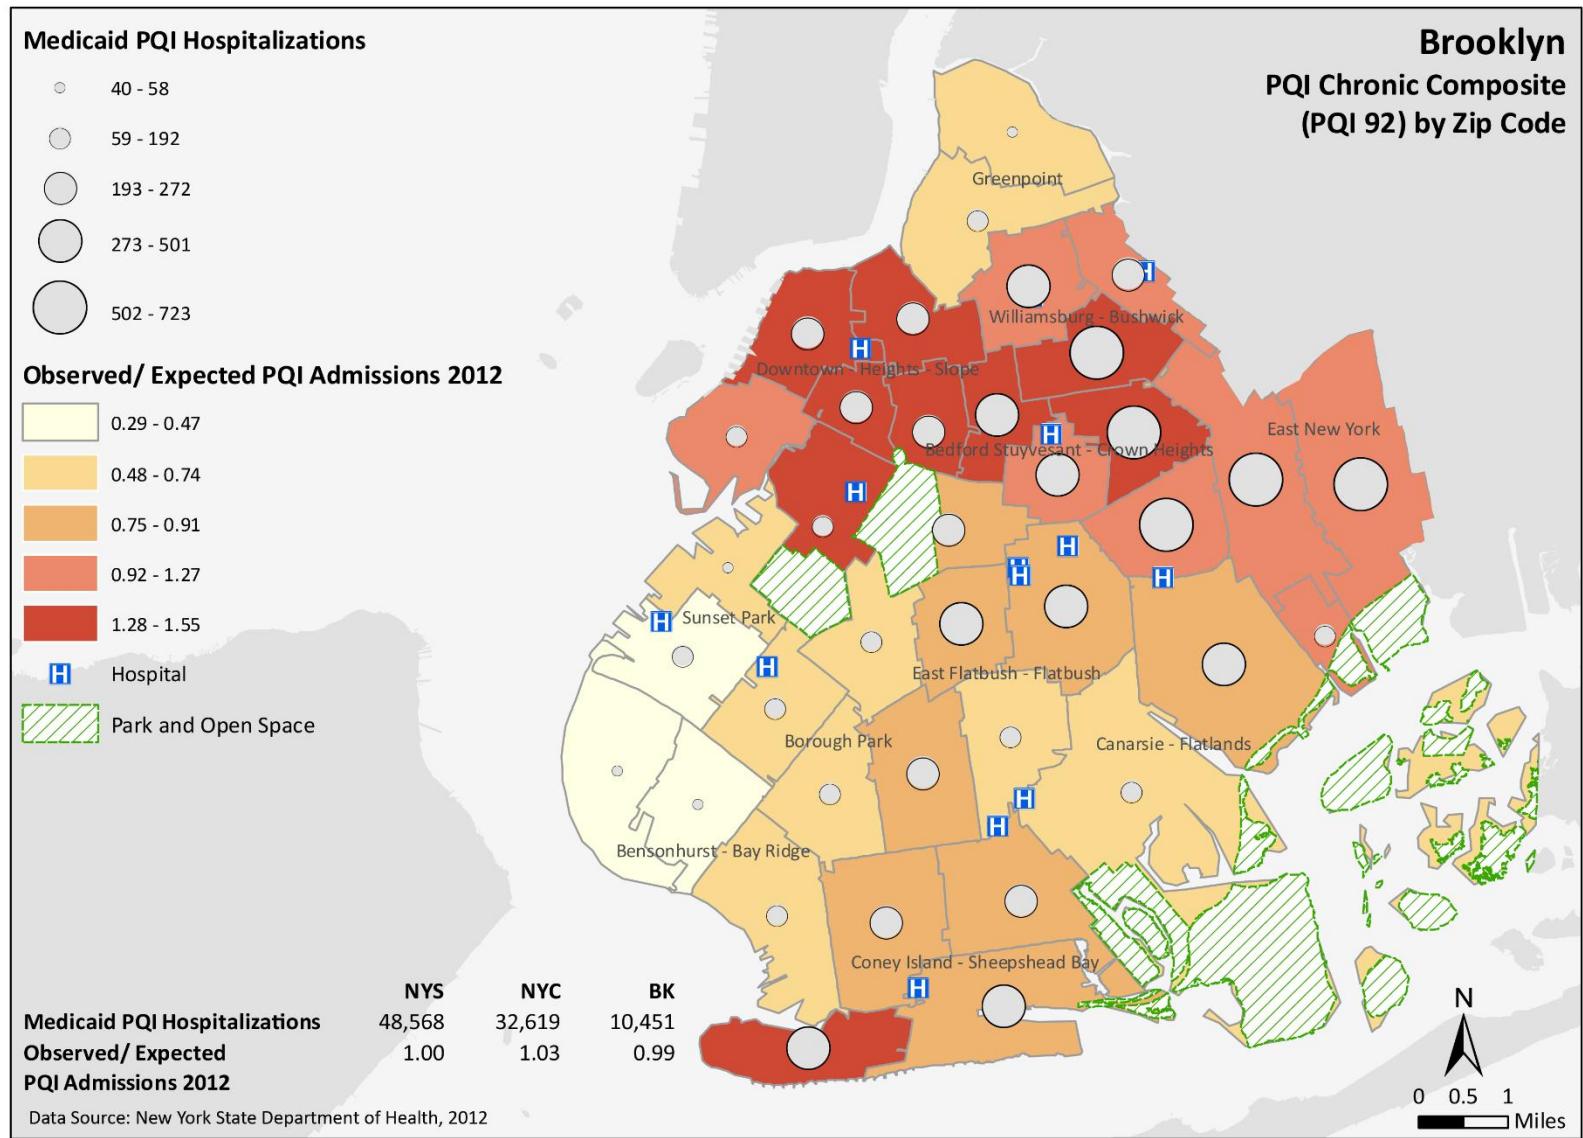 Medicaid PQI Hospitalizations
40 - 58
59 - 192
193 - 272
273 - 501
502 - 723
Observed/ Expected PQI Admissions 2012
0.29 - 0.47
0.48 - 0.74
0.75 - 0.91
0.92 - 1.27
1.28 - 1.55
H Hospital
Park and Open Space
Brooklyn
PQI Chronic Composite
(PQI 92) by Zip Code
Greenpoint
H
Williamsburg - Bushwick
H
Downtown - Heights - Slope
East New York
H
Bedford Stuyvesant - Crown Heights
H
H
H
H
H
Sunset Park
H
H
East Flatbush - Flatbush
Borough Park
Canarsie - Flatlands
H
H
Bensonhurst - Bay Ridge
Coney Island - Sheepshead Bay
H
NYS NYC BK
Medicaid PQI Hospitalizations 48,568 32,619 10,451
Observed/ Expected 1.00 1.03 0.99
PQI Admissions 2012
Data Source: New York State Department of Health, 2012
N
0 0.5 1
Miles